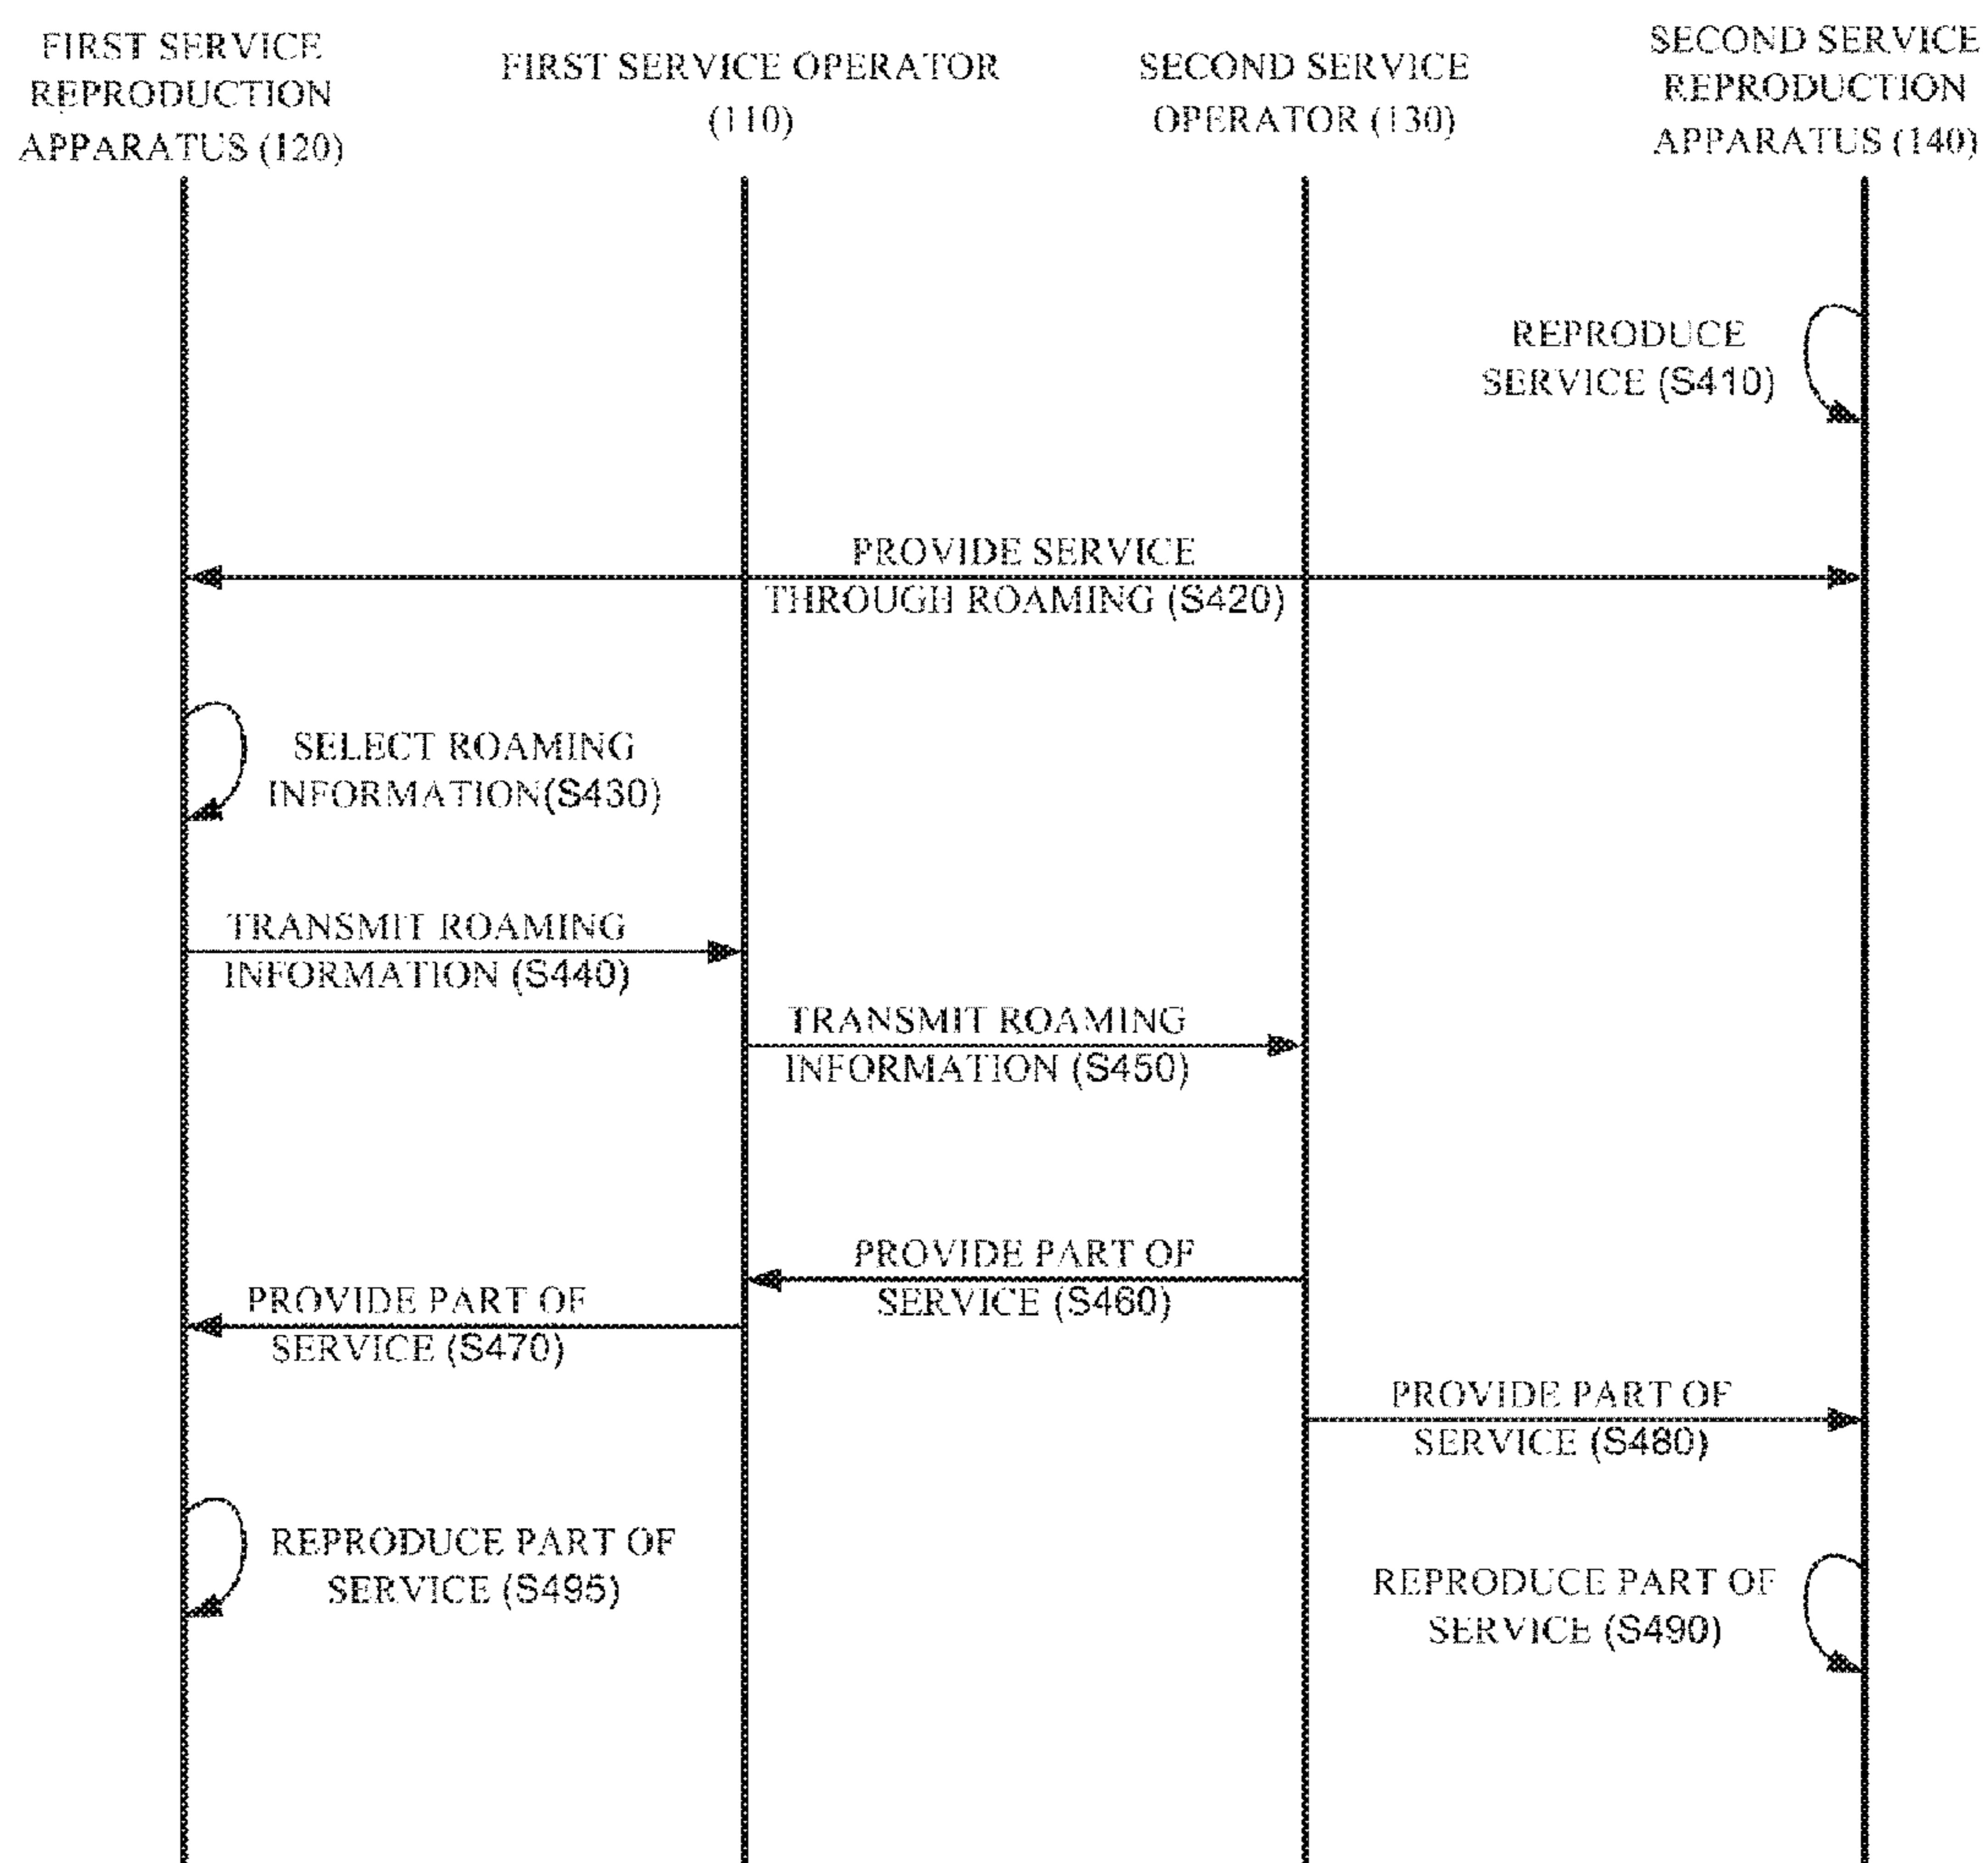 FIRST SERVICE
REPRODUCTION
APPARATUS (120)
FIRST SERVICE OPERATOR
(110)
SECOND SERVICE
OPERATOR (130)
SECOND SERVICE
REPRODUCTION
APPARATUS (140)
REPRODUCE
SERVICE (S410)
PROVIDE SERVICE
THROUGH ROAMING (S420)
SELECT ROAMING
INFORMATION(S430)
TRANSMIT ROAMING
INFORMATION (S440)
TRANSMIT ROAMING
INFORMATION (S450)
PROVIDE PART OF
SERVICE (S460)
PROVIDE PART OF
SERVICE (S470)
PROVIDE PART OF
SERVICE (S480)
REPRODUCE PART OF
SERVICE (S495)
REPRODUCE PART OF
SERVICE (S490)